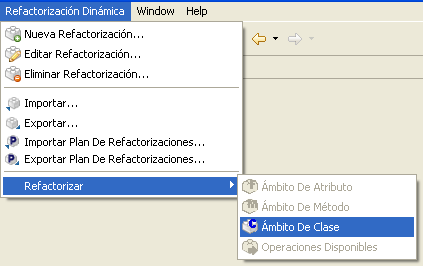 Refactorización Dinámica Window Help
Nueva Refactorización...
Editar Refactorización...
Eliminar Refactorización...
Importar...
Exportar...
Importar Plan De Refactorizaciones...
Exportar Plan De Refactorizaciones...
Refactorizar
Ámbito De Atributo
Ámbito De Método
Ámbito De Clase
Operaciones Disponibles